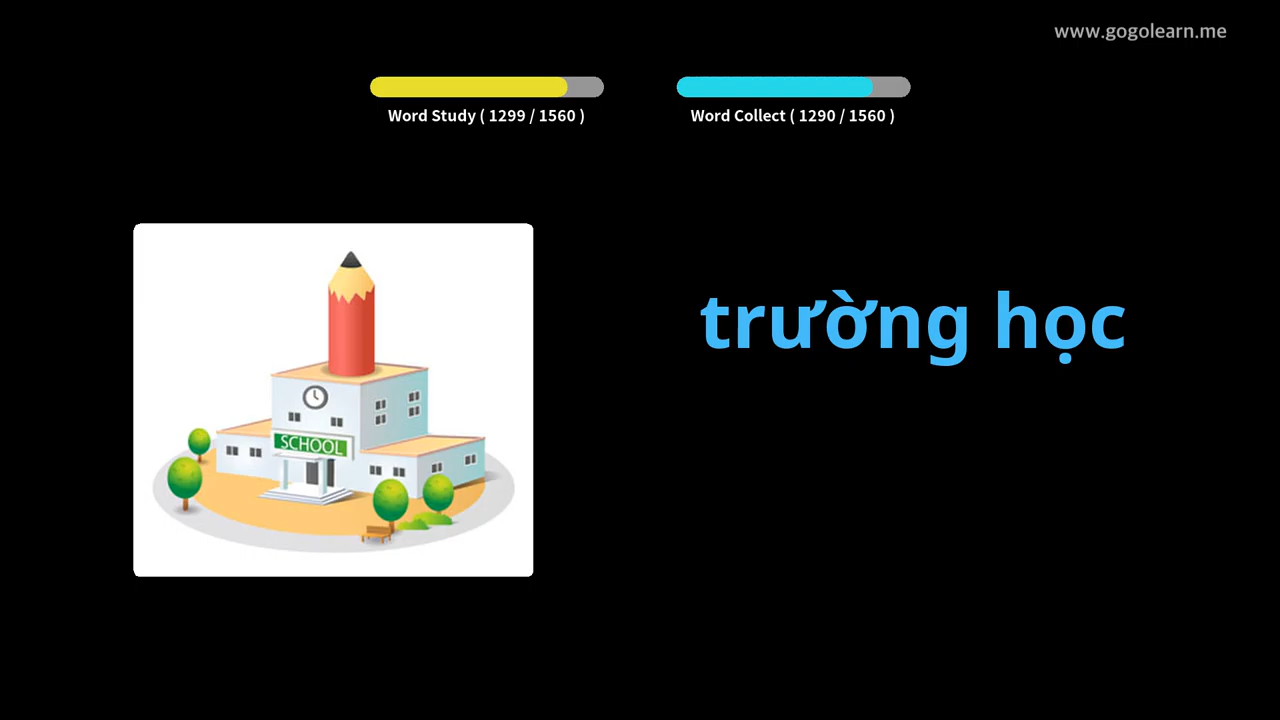 www.gogolearn.me
Word Study ( 1299 / 1560 )
Word Collect ( 1290 / 1560 )
trường học
SCHOOL